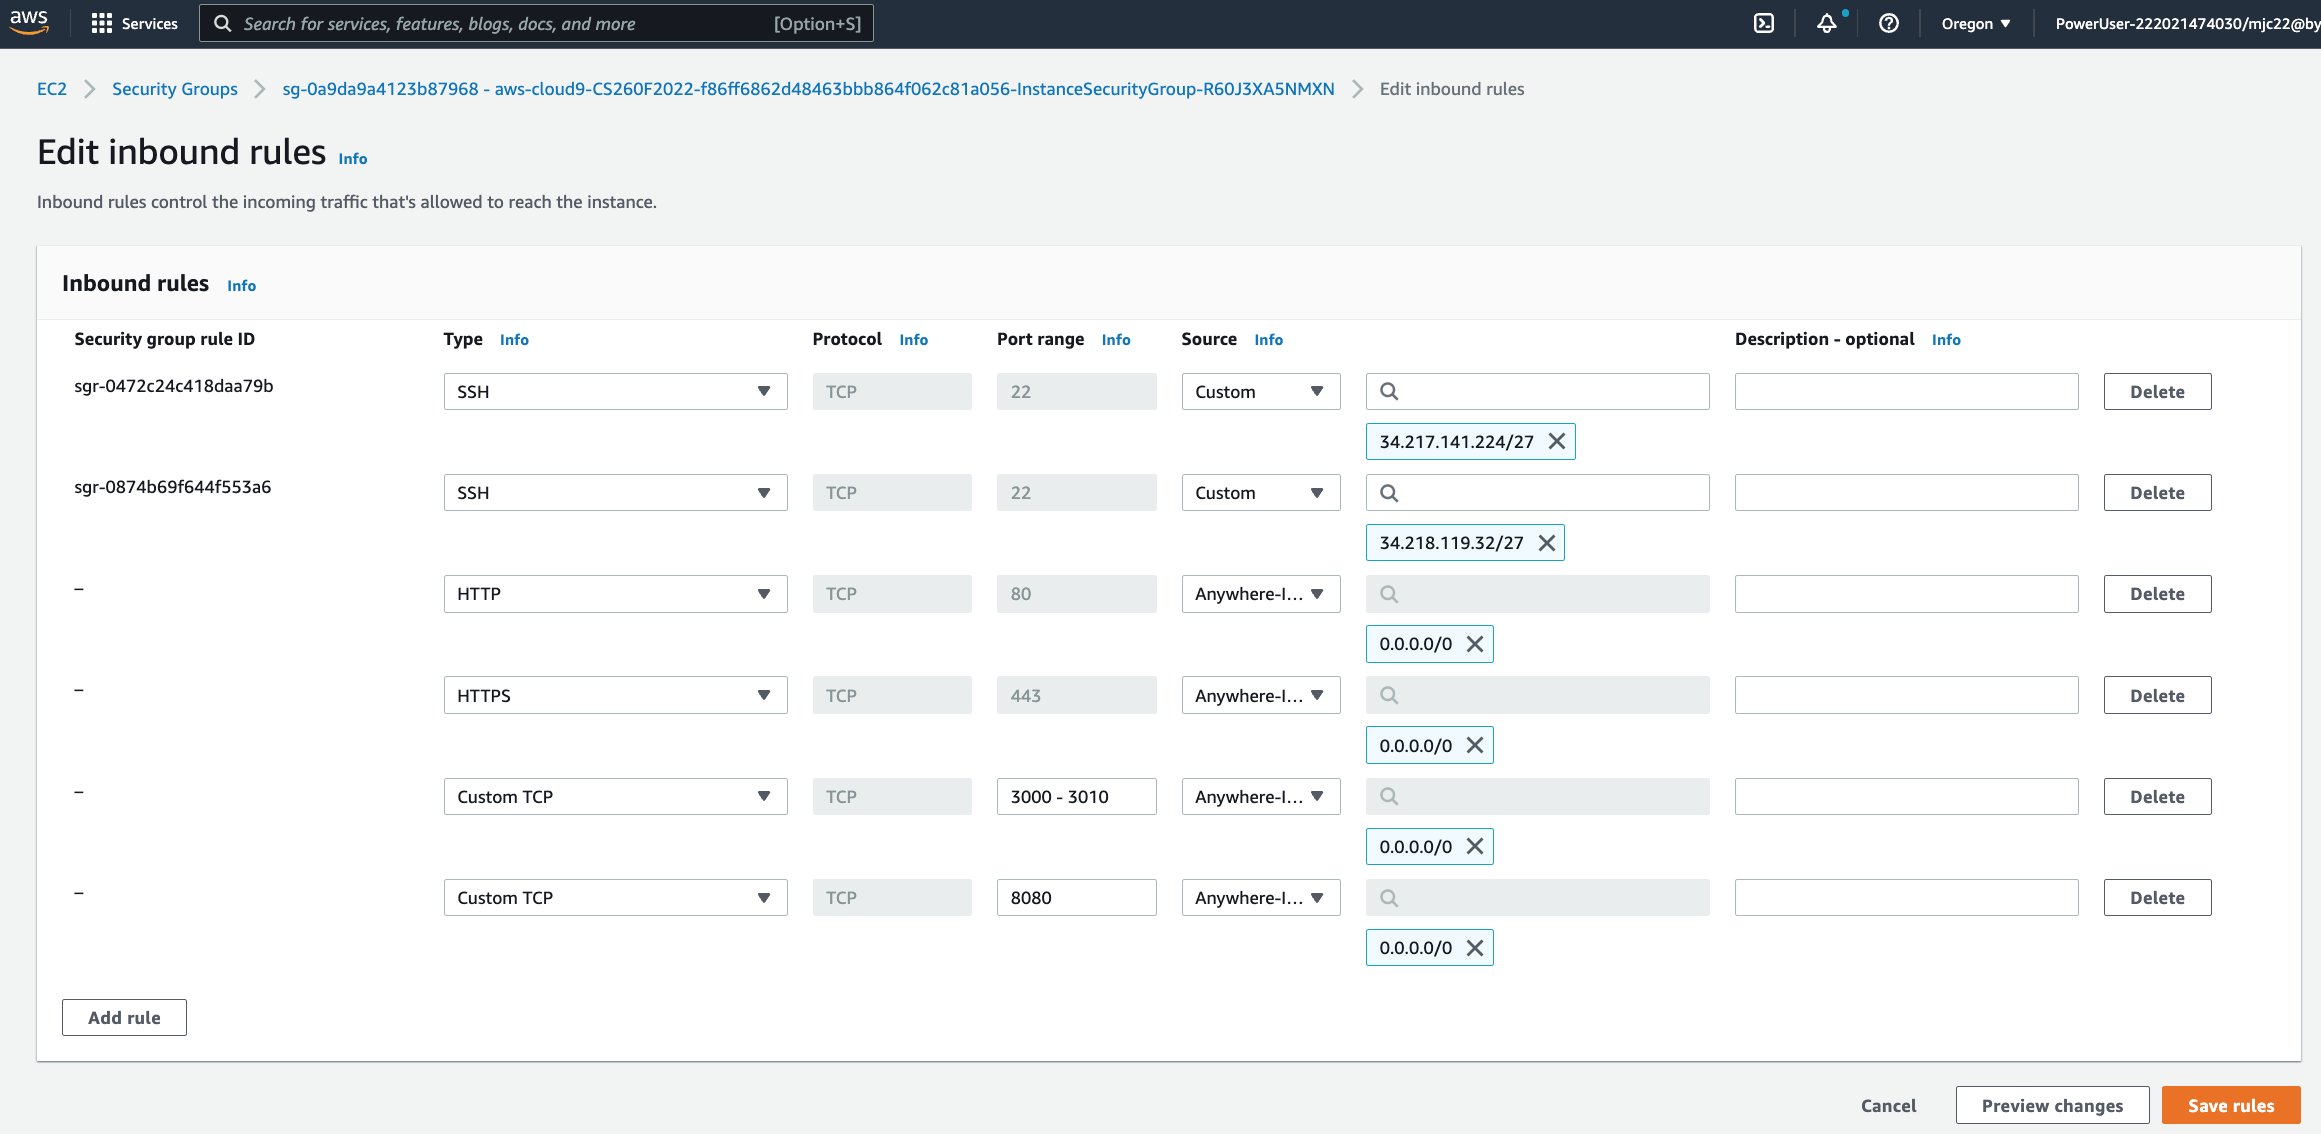 aws
Services
Search for services, features, blogs, docs, and more [Option+S]
Oregon
PowerUser-222021474030/mjc22@by
EC2 > Security Groups > sg-0a9da9a4123b87968 - aws-cloud9-CS260F2022-f86ff6862d48463bbb864f062c81a056-InstanceSecurityGroup-R60J3XA5NMXN > Edit inbound rules
Edit inbound rules Info
Inbound rules control the incoming traffic that's allowed to reach the instance.
Inbound rules Info
Security group rule ID Type Info Protocol Info Port range Info Source Info Description - optional Info
sgr-0472c24c418daa79b SSH TCP 22 Custom Delete
34.217.141.224/27
sgr-0874b69f644f553a6 SSH TCP 22 Custom Delete
34.218.119.32/27
– HTTP TCP 80 Anywhere-I... Delete
0.0.0.0/0
– HTTPS TCP 443 Anywhere-I... Delete
0.0.0.0/0
– Custom TCP TCP 3000 - 3010 Anywhere-I... Delete
0.0.0.0/0
– Custom TCP TCP 8080 Anywhere-I... Delete
0.0.0.0/0
Add rule
Cancel Preview changes Save rules